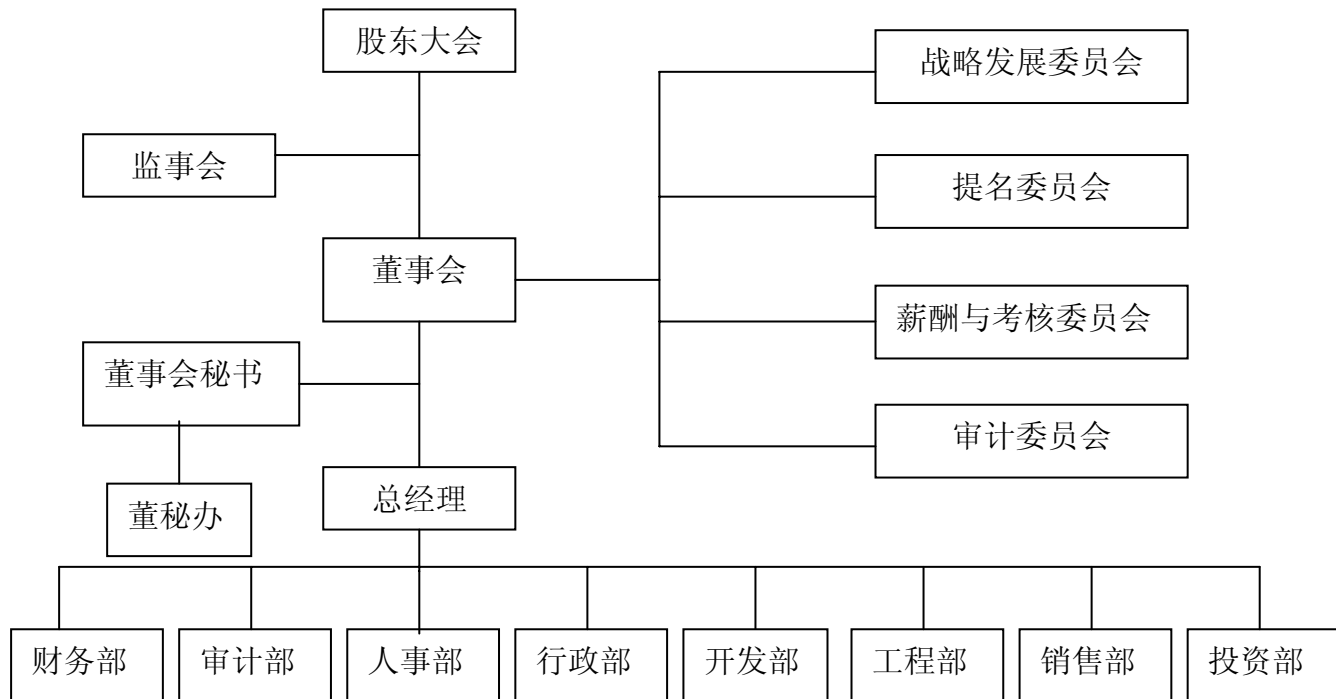 股东大会
战略发展委员会
监事会
提名委员会
董事会
薪酬与考核委员会
董事会秘书
审计委员会
总经理
董秘办
财务部
审计部
人事部
行政部
开发部
工程部
销售部
投资部